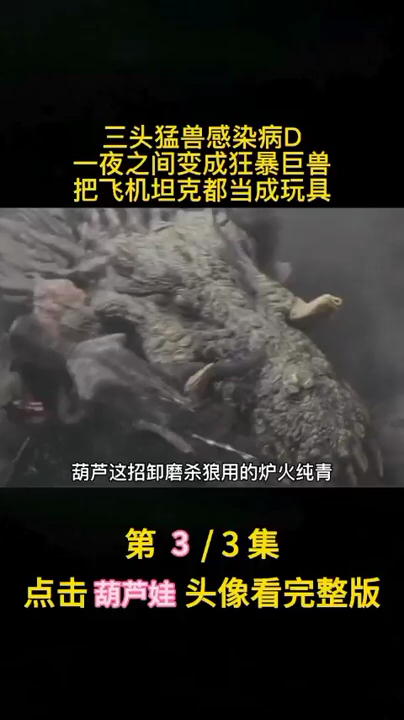 三头猛兽感染病D
一夜之间变成狂暴巨兽
把飞机坦克都当成玩具
葫芦这招卸磨杀狼用的炉火纯青
第 3 / 3 集
点击 葫芦娃 头像看完整版